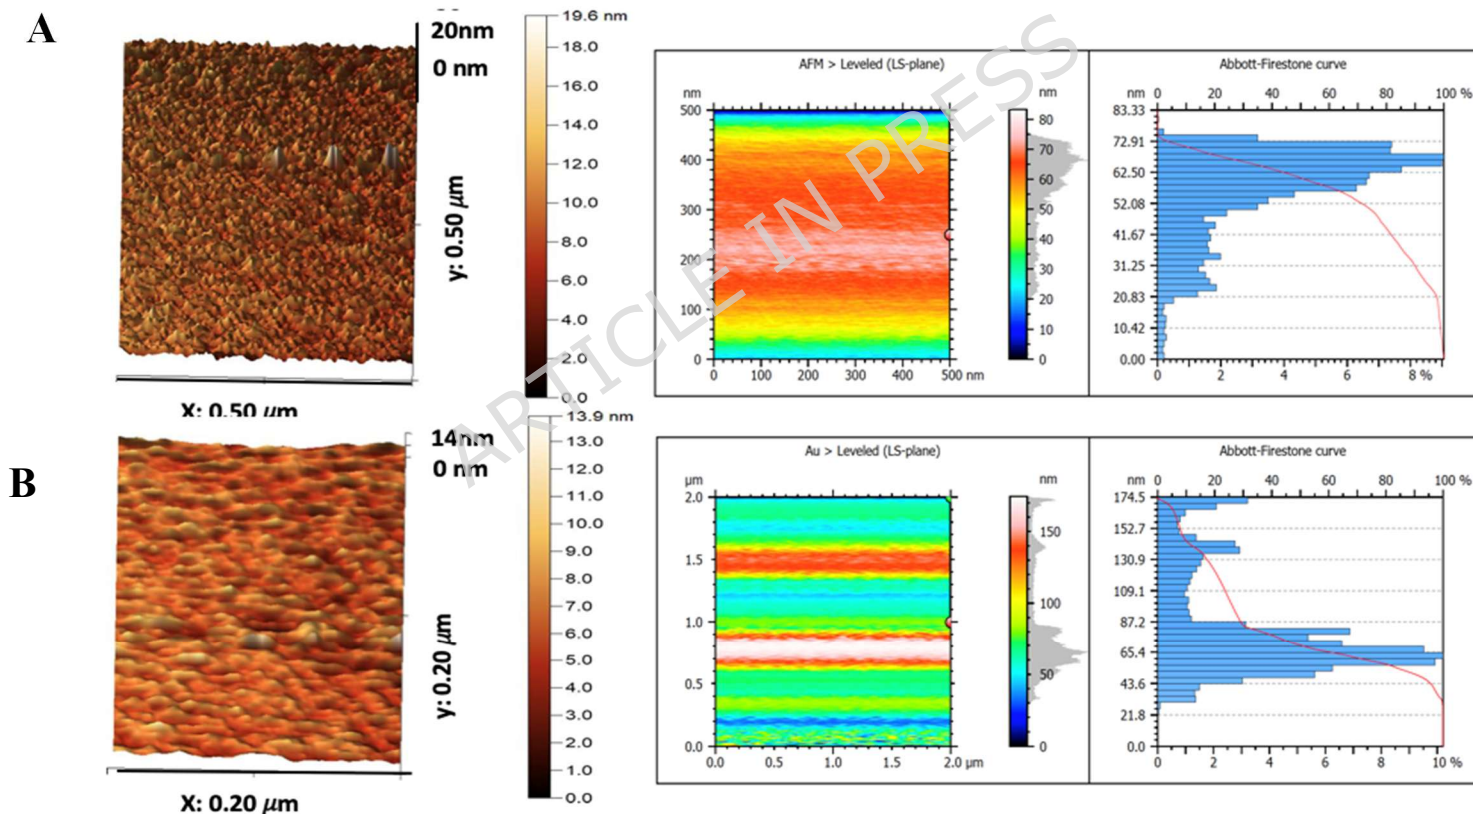 A
20nm
0 nm
y: 0.50 µm
X: 0.50 µm
19.6 nm
18.0
16.0
14.0
12.0
10.0
8.0
6.0
4.0
2.0
0.0
AFM > Leveled (LS-plane)
nm
500
400
300
200
100
0
0 100 200 300 400 500 nm
nm
80
70
60
50
40
30
20
10
0
Abbott-Firestone curve
nm 0 20 40 60 80 100 %
83.33
72.91
62.50
52.08
41.67
31.25
20.83
10.42
0.00
0 2 4 6 8 %
ARTICLE IN PRESS
B
14nm
0 nm
y: 0.20 µm
X: 0.20 µm
13.9 nm
13.0
12.0
11.0
10.0
9.0
8.0
7.0
6.0
5.0
4.0
3.0
2.0
1.0
0.0
Au > Leveled (LS-plane)
µm
2.0
1.5
1.0
0.5
0.0
0.0 0.5 1.0 1.5 2.0 µm
nm
150
100
50
0
Abbott-Firestone curve
nm 0 20 40 60 80 100 %
174.5
152.7
130.9
109.1
87.2
65.4
43.6
21.8
0.0
0 2 4 6 8 10 %